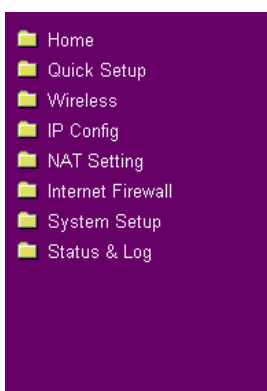 Home
Quick Setup
Wireless
IP Config
NAT Setting
Internet Firewall
System Setup
Status & Log